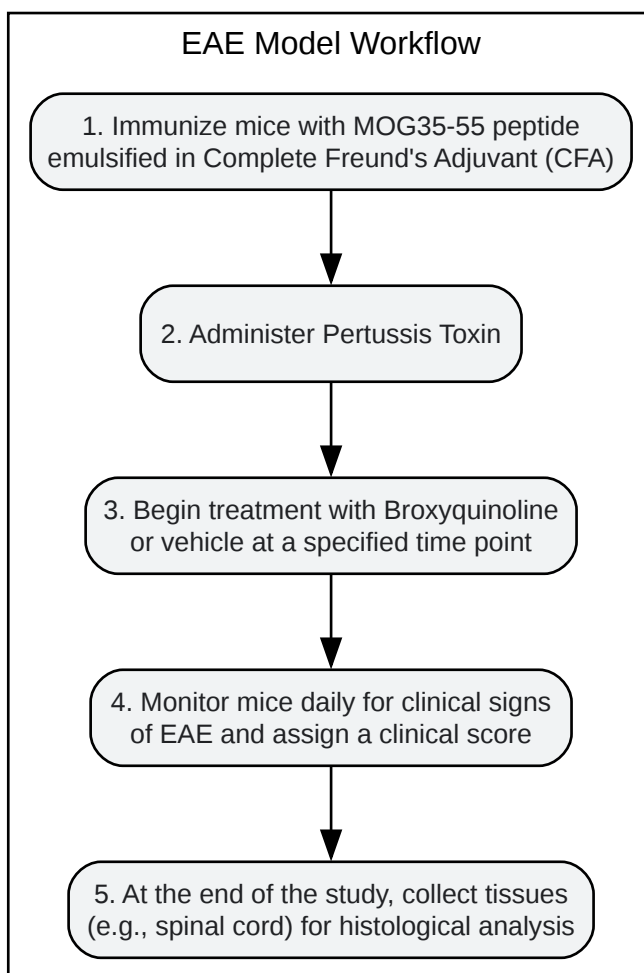 EAE Model Workflow
1. Immunize mice with MOG35-55 peptide
emulsified in Complete Freund's Adjuvant (CFA)
2. Administer Pertussis Toxin
3. Begin treatment with Broxyquinoline
or vehicle at a specified time point
4. Monitor mice daily for clinical signs
of EAE and assign a clinical score
5. At the end of the study, collect tissues
(e.g., spinal cord) for histological analysis